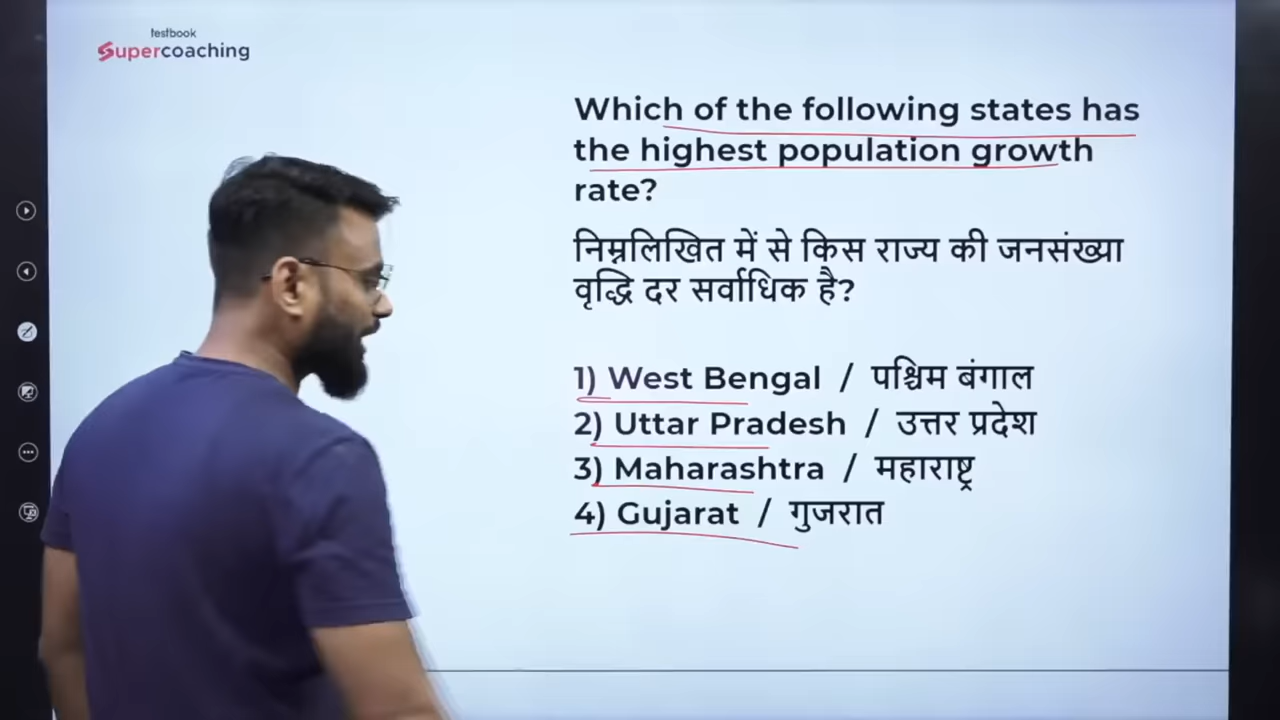 testbook
Supercoaching
Which of the following states has
the highest population growth
rate?
निम्नलिखित में से किस राज्य की जनसंख्या
वृद्धि दर सर्वाधिक है?
1) West Bengal / पश्चिम बंगाल
2) Uttar Pradesh / उत्तर प्रदेश
3) Maharashtra / महाराष्ट्र
4) Gujarat / गुजरात